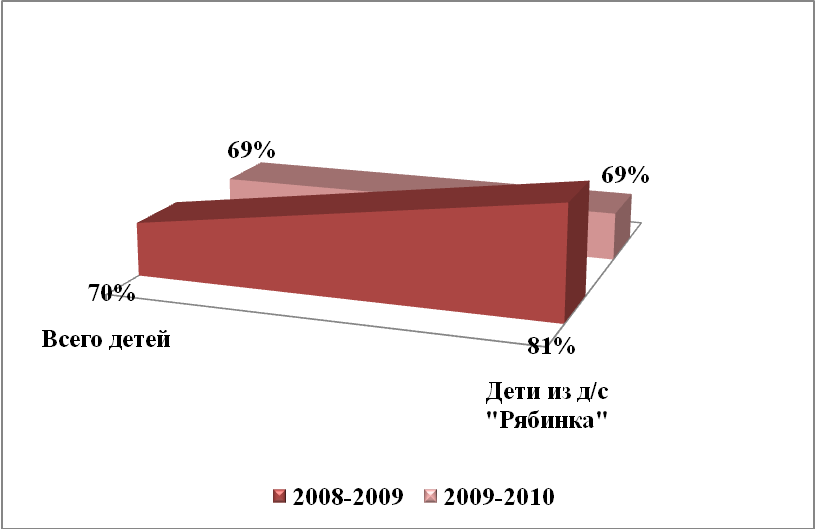 69%
69%
70%
Всего детей
81%
Дети из д/с
"Рябинка"
2008-2009 2009-2010